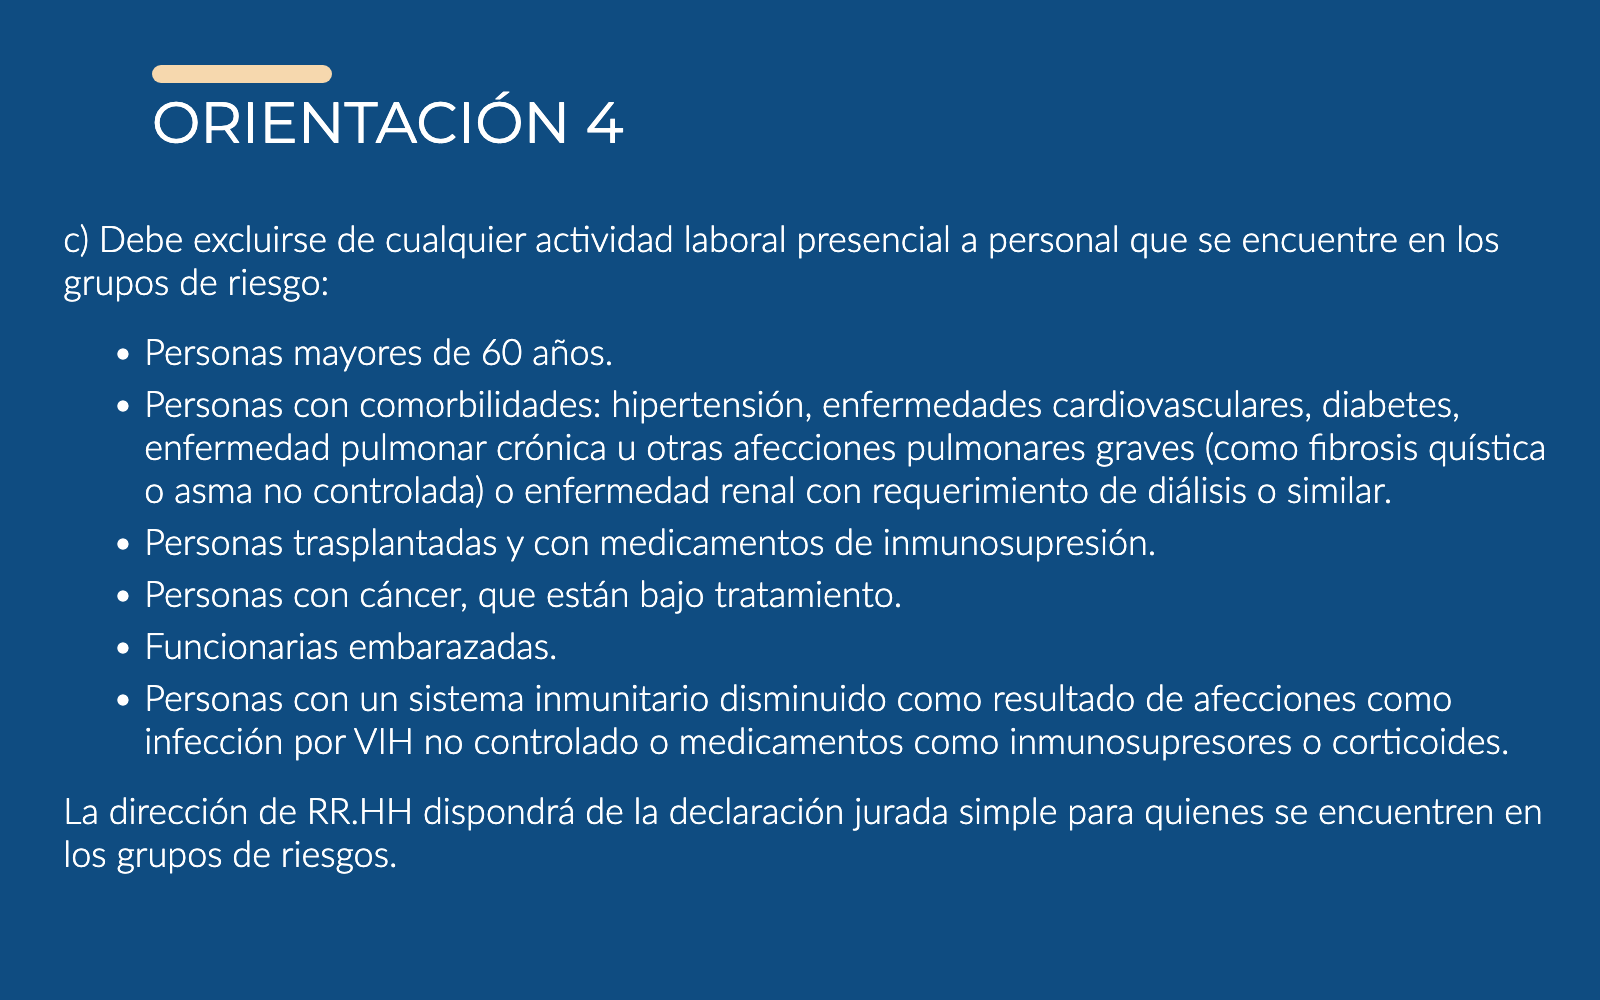 ORIENTACIÓN 4
c) Debe excluirse de cualquier actividad laboral presencial a personal que se encuentre en los
grupos de riesgo:
• Personas mayores de 60 años.
• Personas con comorbilidades: hipertensión, enfermedades cardiovasculares, diabetes,
enfermedad pulmonar crónica u otras afecciones pulmonares graves (como fibrosis quística
o asma no controlada) o enfermedad renal con requerimiento de diálisis o similar.
• Personas trasplantadas y con medicamentos de inmunosupresión.
• Personas con cáncer, que están bajo tratamiento.
• Funcionarias embarazadas.
• Personas con un sistema inmunitario disminuido como resultado de afecciones como
infección por VIH no controlado o medicamentos como inmunosupresores o corticoides.
La dirección de RR.HH dispondrá de la declaración jurada simple para quienes se encuentren en
los grupos de riesgos.